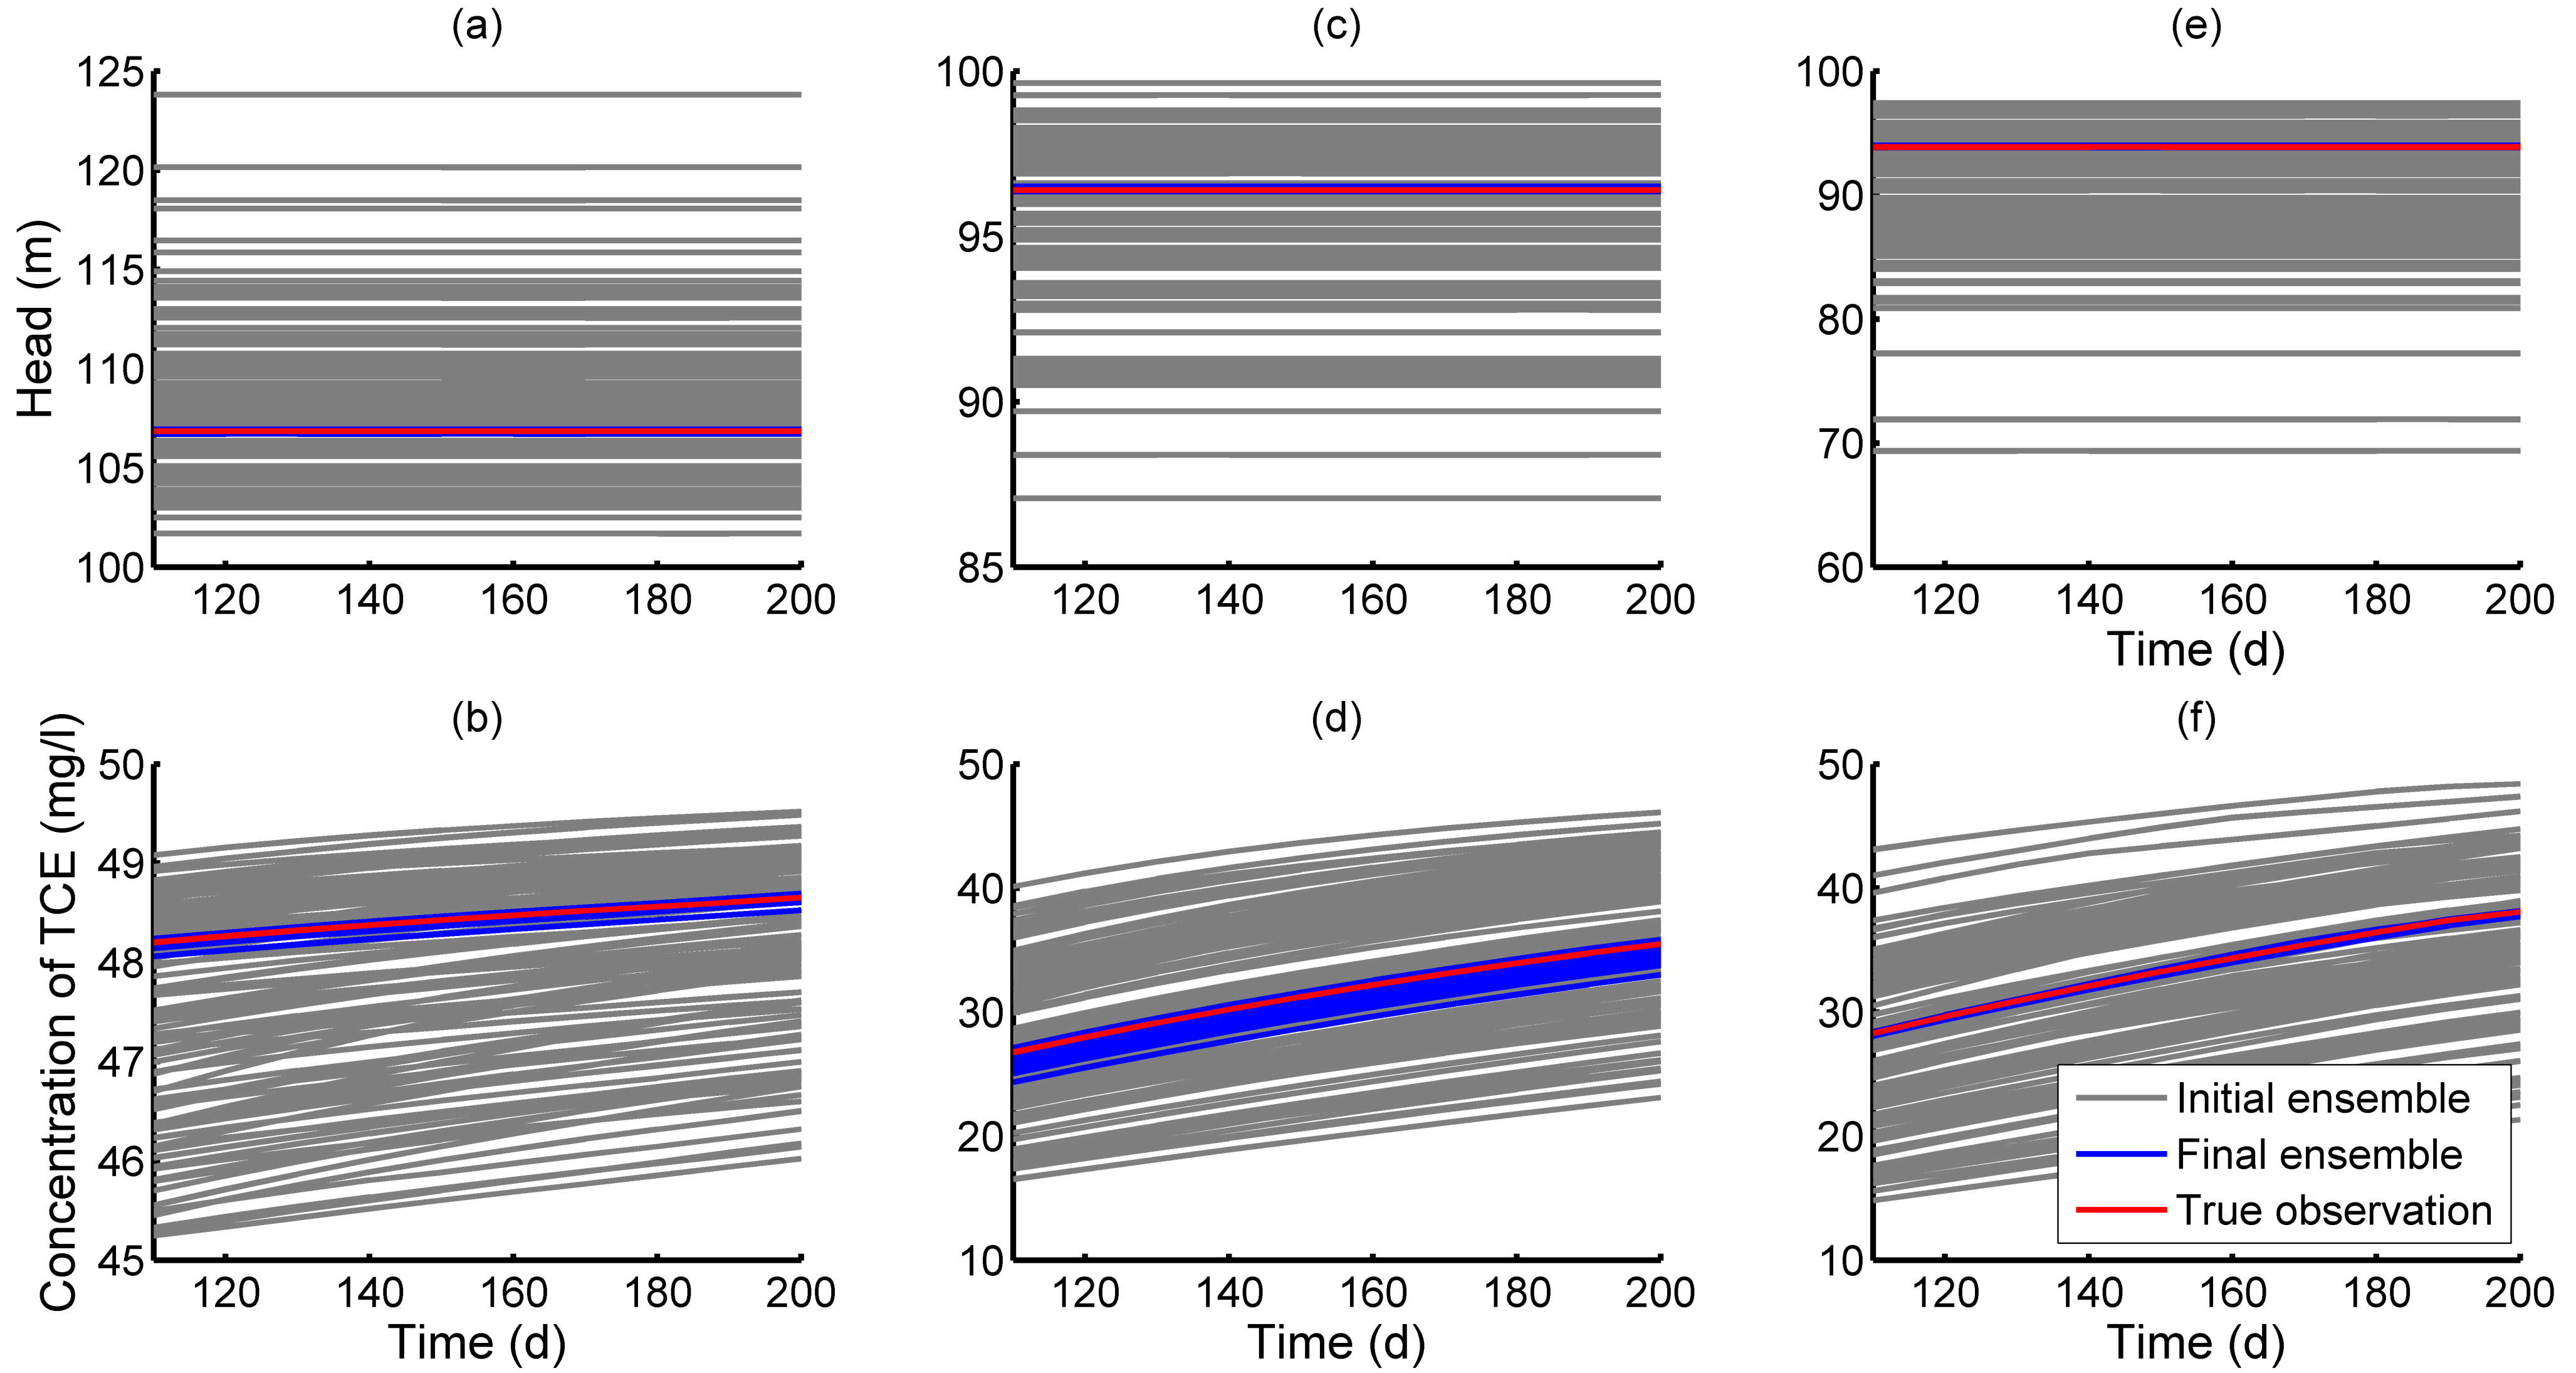 (a)
Head (m)
125
120
115
110
105
100
120 140 160 180 200
(c)
100
95
90
85
120 140 160 180 200
(e)
100
90
80
70
60
120 140 160 180 200
Time (d)
(b)
Concentration of TCE (mg/l)
50
49
48
47
46
45
120 140 160 180 200
Time (d)
(d)
50
40
30
20
10
120 140 160 180 200
Time (d)
(f)
50
40
30
20
10
Initial ensemble
Final ensemble
True observation
120 140 160 180 200
Time (d)